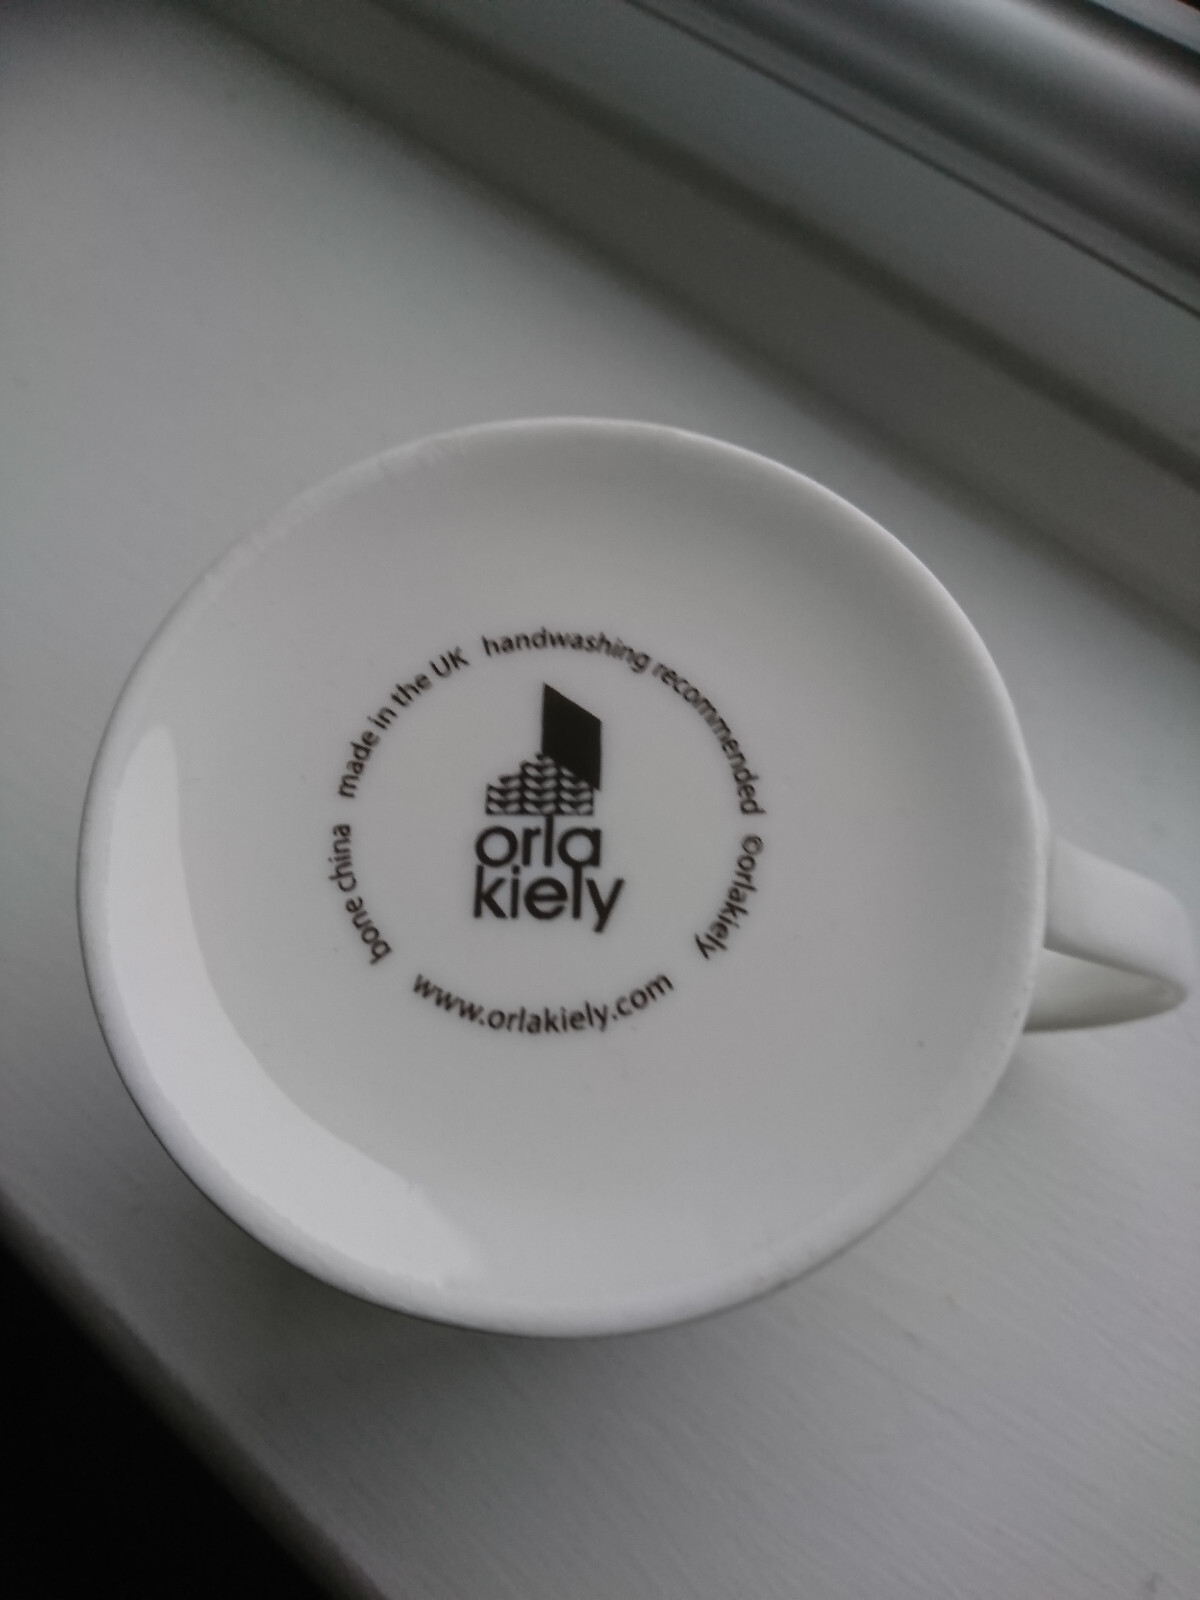 bone china made in the UK handwashing recommended ©orlakiely
orla
kiely
www.orlakiely.com